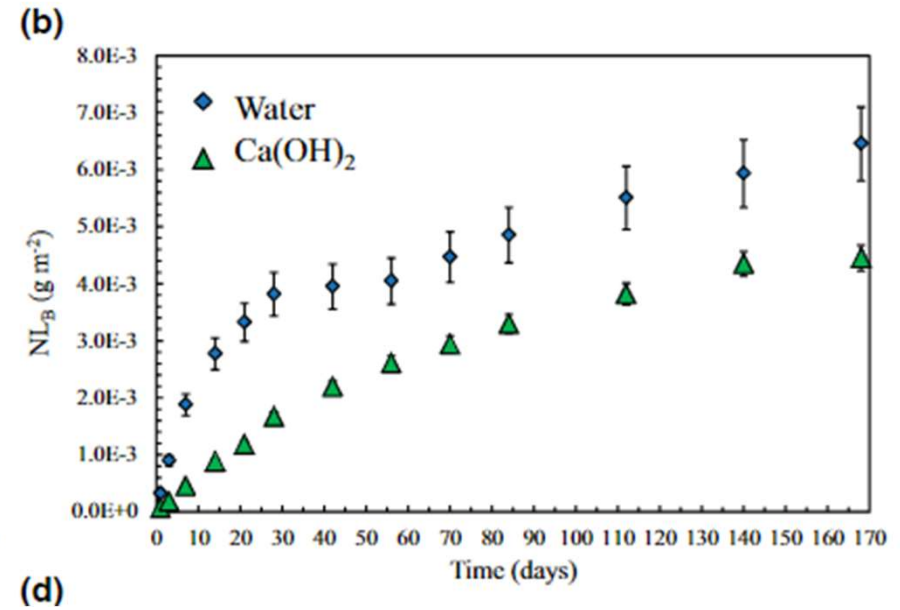 (b)
8.0E-3
7.0E-3
6.0E-3
5.0E-3
4.0E-3
3.0E-3
2.0E-3
1.0E-3
0.0E+0
NL_B (g m⁻²)
Water
Ca(OH)₂
0 10 20 30 40 50 60 70 80 90 100 110 120 130 140 150 160 170
Time (days)
(d)